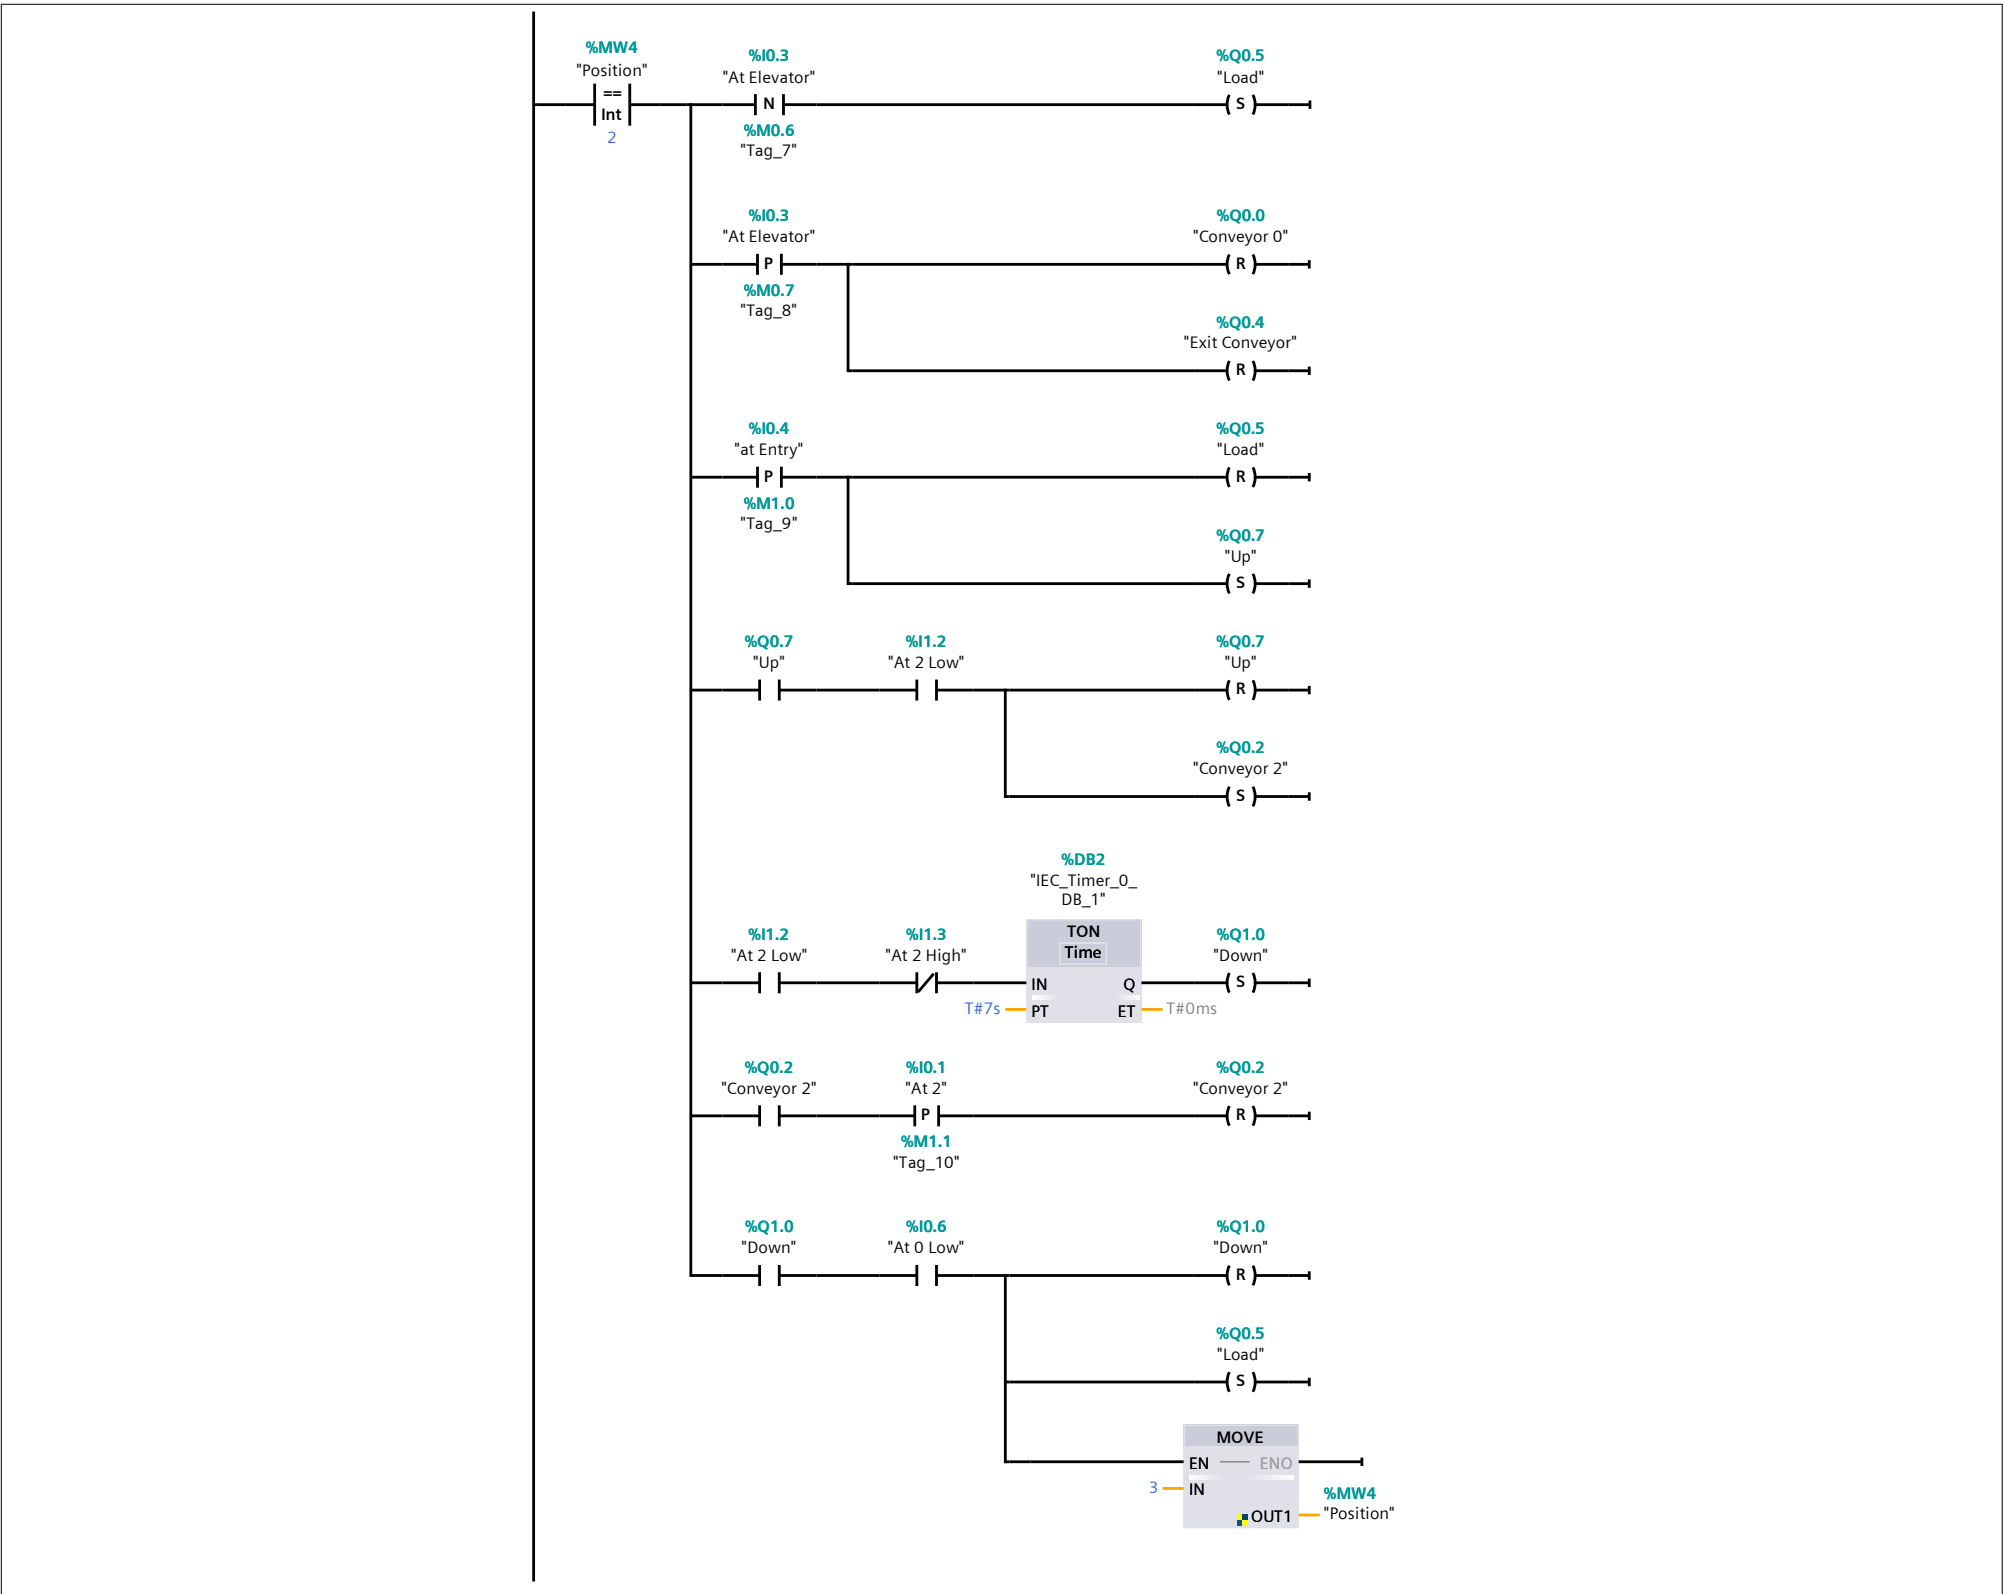 %MW4
"Position"
==
Int
2
%I0.3
"At Elevator"
N
%M0.6
"Tag_7"
%Q0.5
"Load"
S
%I0.3
"At Elevator"
P
%M0.7
"Tag_8"
%Q0.0
"Conveyor 0"
R
%Q0.4
"Exit Conveyor"
R
%I0.4
"at Entry"
P
%M1.0
"Tag_9"
%Q0.5
"Load"
R
%Q0.7
"Up"
S
%Q0.7
"Up"
%I1.2
"At 2 Low"
%Q0.7
"Up"
R
%Q0.2
"Conveyor 2"
S
%DB2
"IEC_Timer_0_
DB_1"
%I1.2
"At 2 Low"
%I1.3
"At 2 High"
TON
Time
IN
Q
T#7s
PT
ET
T#0ms
%Q1.0
"Down"
S
%Q0.2
"Conveyor 2"
%I0.1
"At 2"
P
%M1.1
"Tag_10"
%Q0.2
"Conveyor 2"
R
%Q1.0
"Down"
%I0.6
"At 0 Low"
%Q1.0
"Down"
R
%Q0.5
"Load"
S
MOVE
EN
ENO
3
IN
OUT1
%MW4
"Position"